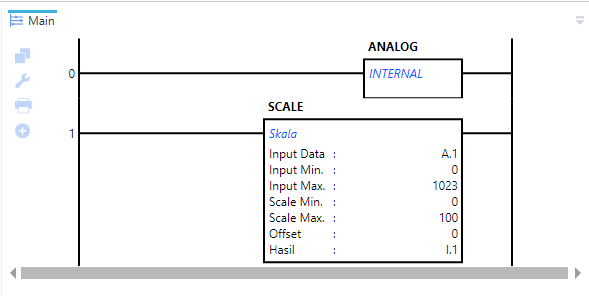 Main
ANALOG
0
INTERNAL
SCALE
1
Skala
Input Data : A.1
Input Min. : 0
Input Max. : 1023
Scale Min. : 0
Scale Max. : 100
Offset : 0
Hasil : I.1